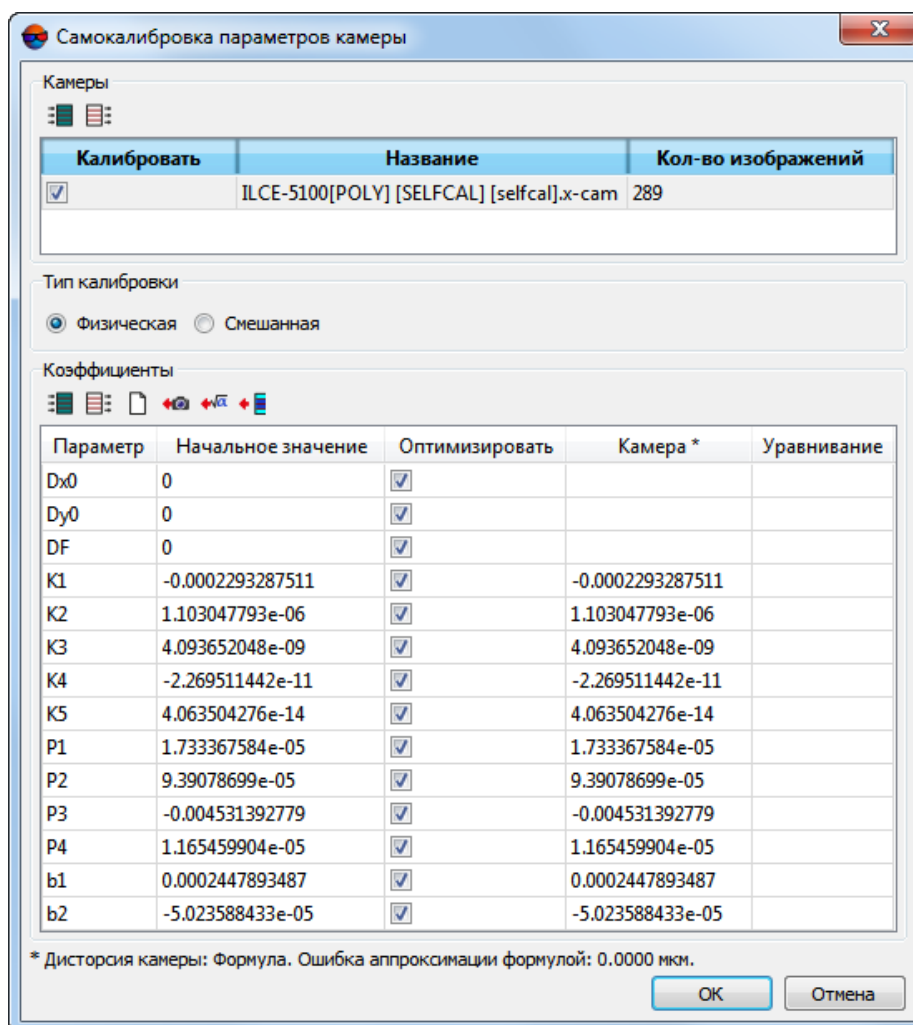 Самокалибровка параметров камеры
Камеры
Калибровать Название Кол-во изображений
ILCE-5100[POLY] [SELFCAL] [selfcal].x-cam 289
Тип калибровки
Физическая Смешанная
Коэффициенты
Параметр Начальное значение Оптимизировать Камера * Уравнивание
Dx0 0
Dy0 0
DF 0
K1 -0.0002293287511 -0.0002293287511
K2 1.103047793e-06 1.103047793e-06
K3 4.093652048e-09 4.093652048e-09
K4 -2.269511442e-11 -2.269511442e-11
K5 4.063504276e-14 4.063504276e-14
P1 1.733367584e-05 1.733367584e-05
P2 9.39078699e-05 9.39078699e-05
P3 -0.004531392779 -0.004531392779
P4 1.165459904e-05 1.165459904e-05
b1 0.0002447893487 0.0002447893487
b2 -5.023588433e-05 -5.023588433e-05
* Дисторсия камеры: Формула. Ошибка аппроксимации формулой: 0.0000 мкм.
OK Отмена